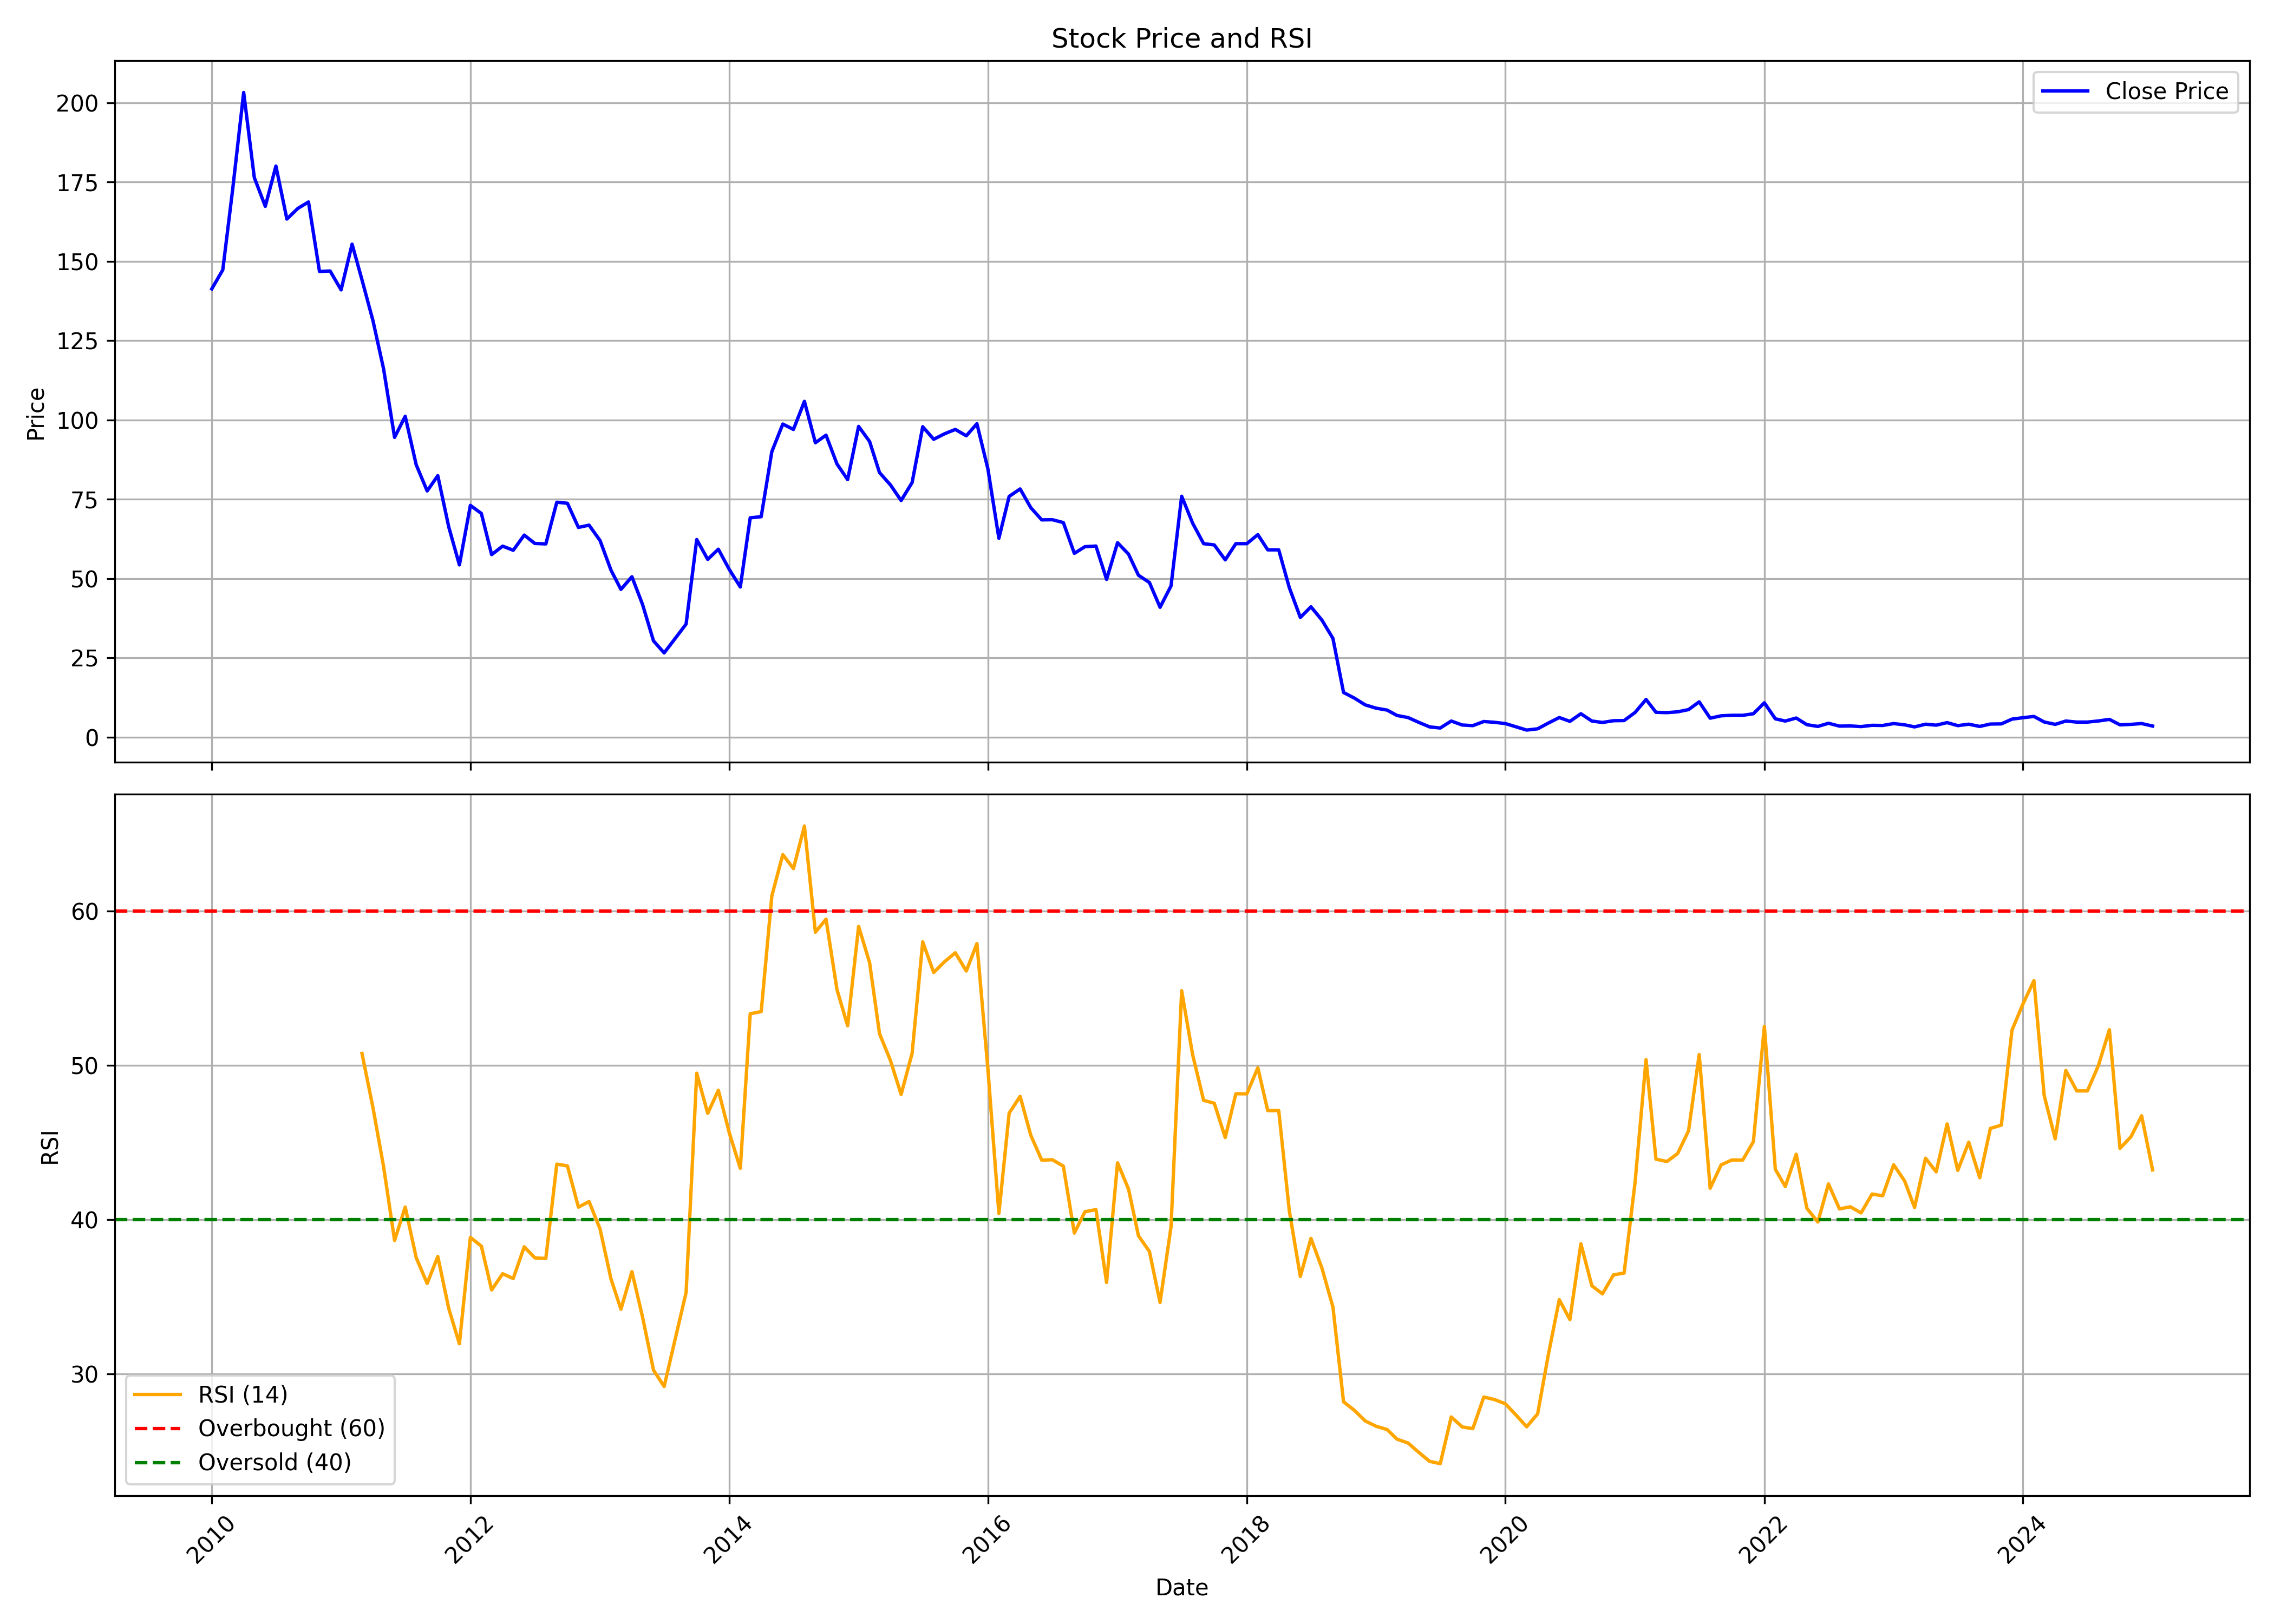 Stock Price and RSI
Close Price
200
175
150
125
100
75
50
25
0
Price
60
50
40
30
RSI
RSI (14)
Overbought (60)
Oversold (40)
2010
2012
2014
2016
2018
2020
2022
2024
Date